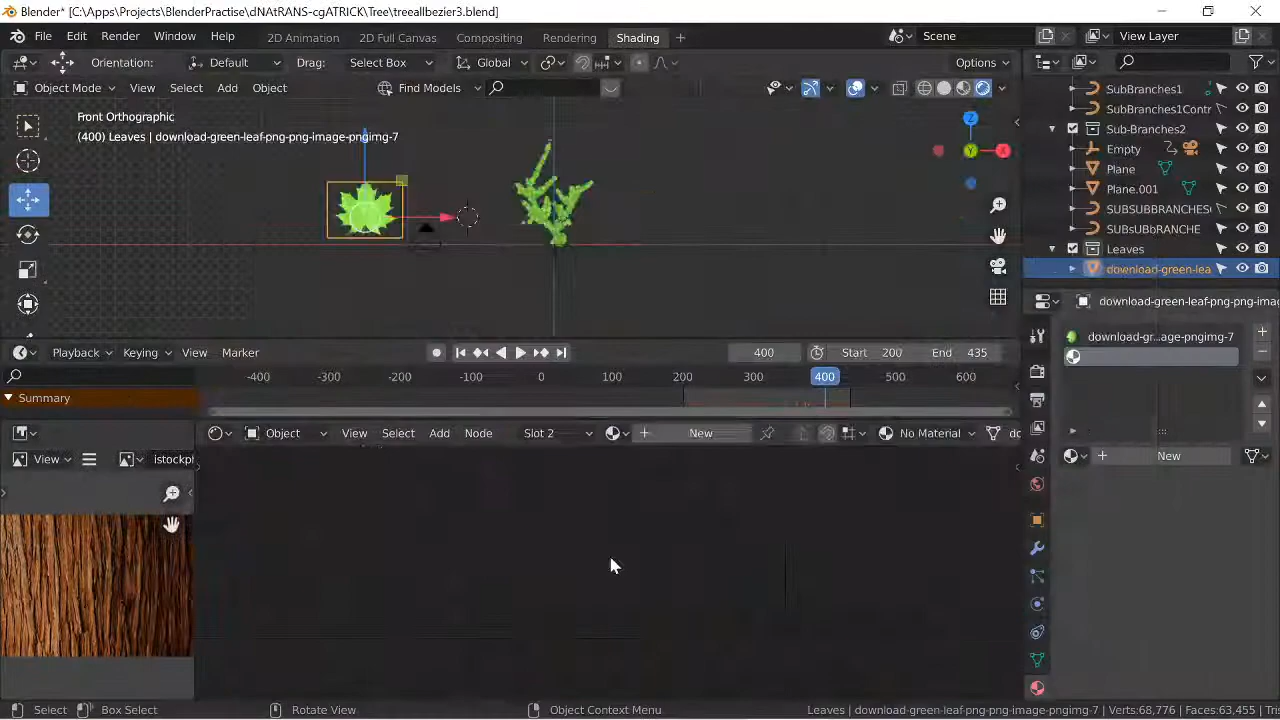 Blender* [C:\Apps\Projects\BlenderPractise\dNAtRANS-cgATRICK\Tree\treeallbezier3.blend]
File Edit Render Window Help 2D Animation 2D Full Canvas Compositing Rendering Shading Scene View Layer
Orientation: Default Drag: Select Box Global Options
Object Mode View Select Add Object Find Models
Front Orthographic
(400) Leaves | download-green-leaf-png-png-image-pngimg-7
Z
X
Y
SubBranches1
SubBranches1Contr
Sub-Branches2
Empty
Plane
Plane.001
SUBSUBBRANCHES
SUBsUBbRANCHE
Leaves
download-green-lea
download-green-leaf-png-png-imag
download-gr...age-pngimg-7
New
Playback Keying View Marker 400 Start 200 End 435
-400 -300 -200 -100 0 100 200 300 400 500 600
Summary
Object View Select Add Node Slot 2 New No Material do
View istockph
Select Box Select Rotate View Object Context Menu Leaves | download-green-leaf-png-png-image-pngimg-7 | Verts:68,776 | Faces:63,455 | Tris